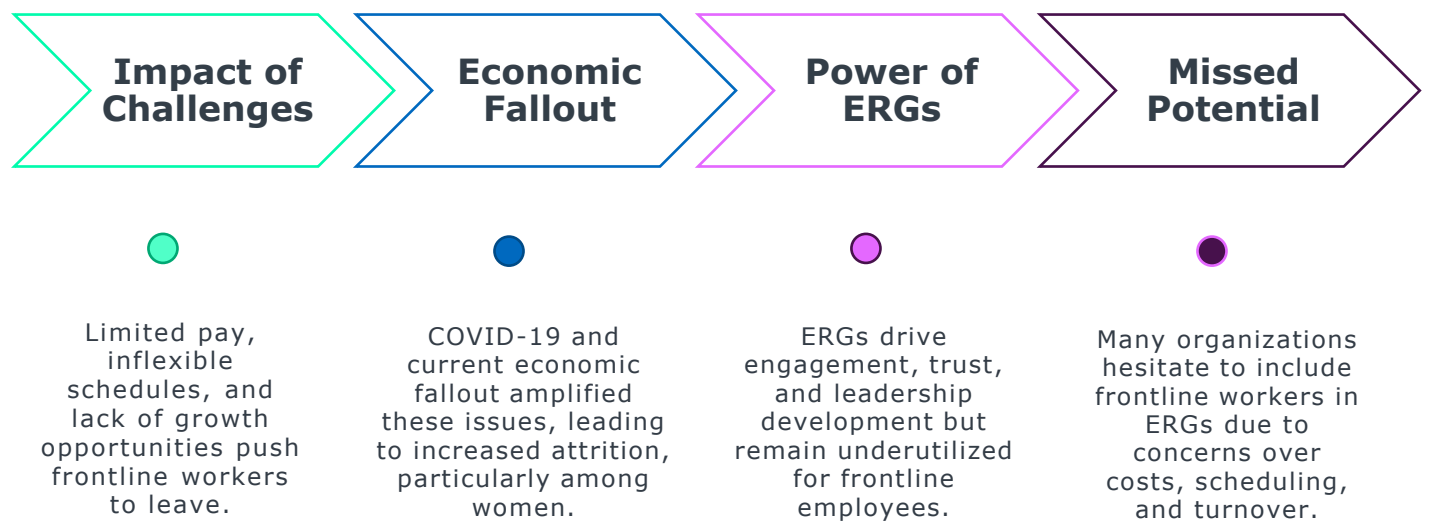 Impact of
Challenges
Economic
Fallout
Power of
ERGs
Missed
Potential
Limited pay,
inflexible
schedules, and
lack of growth
opportunities push
frontline workers
to leave.
COVID-19 and
current economic
fallout amplified
these issues, leading
to increased attrition,
particularly among
women.
ERGs drive
engagement, trust,
and leadership
development but
remain underutilized
for frontline
employees.
Many organizations
hesitate to include
frontline workers in
ERGs due to
concerns over
costs, scheduling,
and turnover.